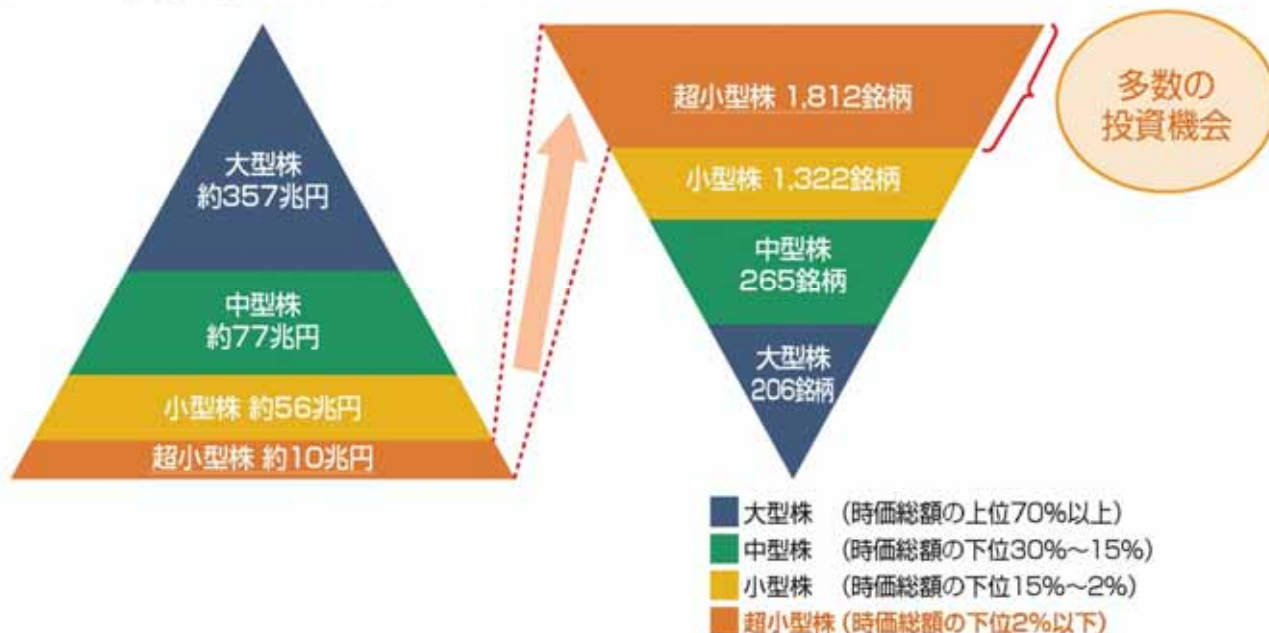 大型株
約357兆円
中型株
約77兆円
小型株 約56兆円
超小型株 約10兆円
超小型株 1,812銘柄
小型株 1,322銘柄
中型株
265銘柄
大型株
206銘柄
多数の
投資機会
大型株 (時価総額の上位70%以上)
中型株 (時価総額の下位30%～15%)
小型株 (時価総額の下位15%～2%)
超小型株 (時価総額の下位2%以下)